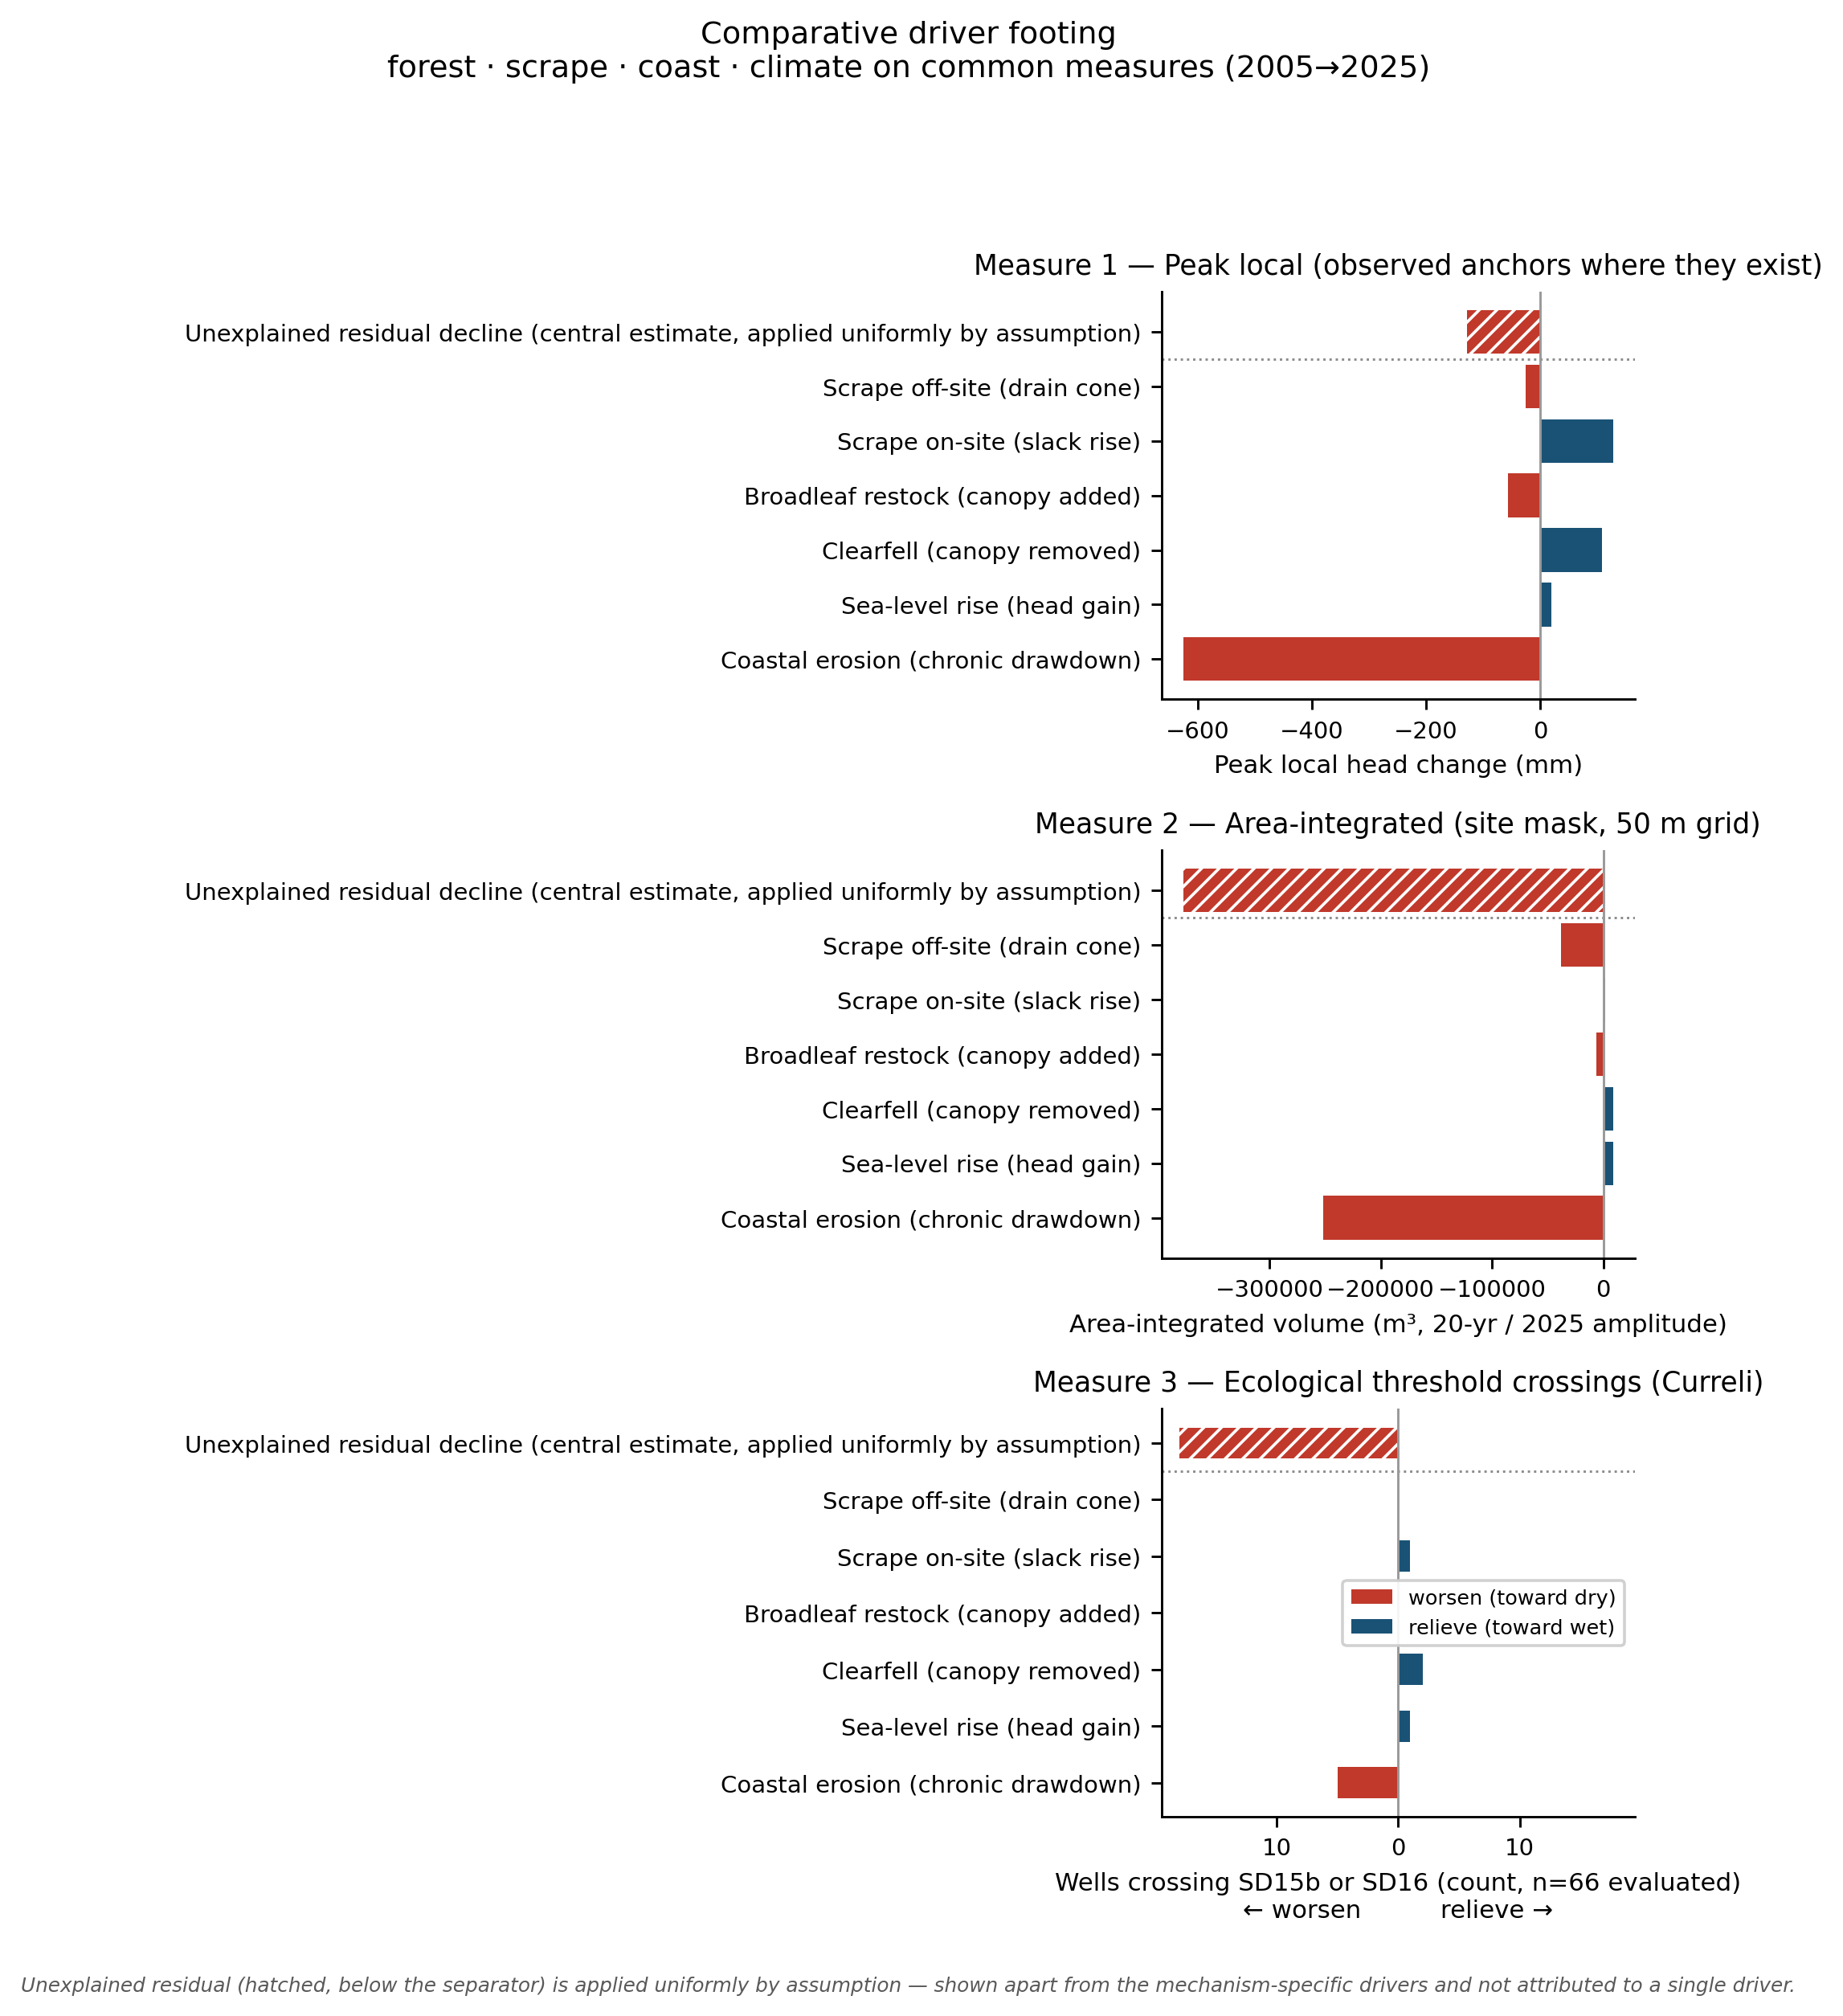 Comparative driver footing
forest · scrape · coast · climate on common measures (2005→2025)
Measure 1 — Peak local (observed anchors where they exist)
Unexplained residual decline (central estimate, applied uniformly by assumption)
Scrape off-site (drain cone)
Scrape on-site (slack rise)
Broadleaf restock (canopy added)
Clearfell (canopy removed)
Sea-level rise (head gain)
Coastal erosion (chronic drawdown)
−600 −400 −200 0
Peak local head change (mm)
Measure 2 — Area-integrated (site mask, 50 m grid)
Unexplained residual decline (central estimate, applied uniformly by assumption)
Scrape off-site (drain cone)
Scrape on-site (slack rise)
Broadleaf restock (canopy added)
Clearfell (canopy removed)
Sea-level rise (head gain)
Coastal erosion (chronic drawdown)
−300000 −200000 −100000 0
Area-integrated volume (m³, 20-yr / 2025 amplitude)
Measure 3 — Ecological threshold crossings (Curreli)
Unexplained residual decline (central estimate, applied uniformly by assumption)
Scrape off-site (drain cone)
Scrape on-site (slack rise)
Broadleaf restock (canopy added)
Clearfell (canopy removed)
Sea-level rise (head gain)
Coastal erosion (chronic drawdown)
worsen (toward dry)
relieve (toward wet)
10 0 10
Wells crossing SD15b or SD16 (count, n=66 evaluated)
← worsen relieve →
Unexplained residual (hatched, below the separator) is applied uniformly by assumption — shown apart from the mechanism-specific drivers and not attributed to a single driver.